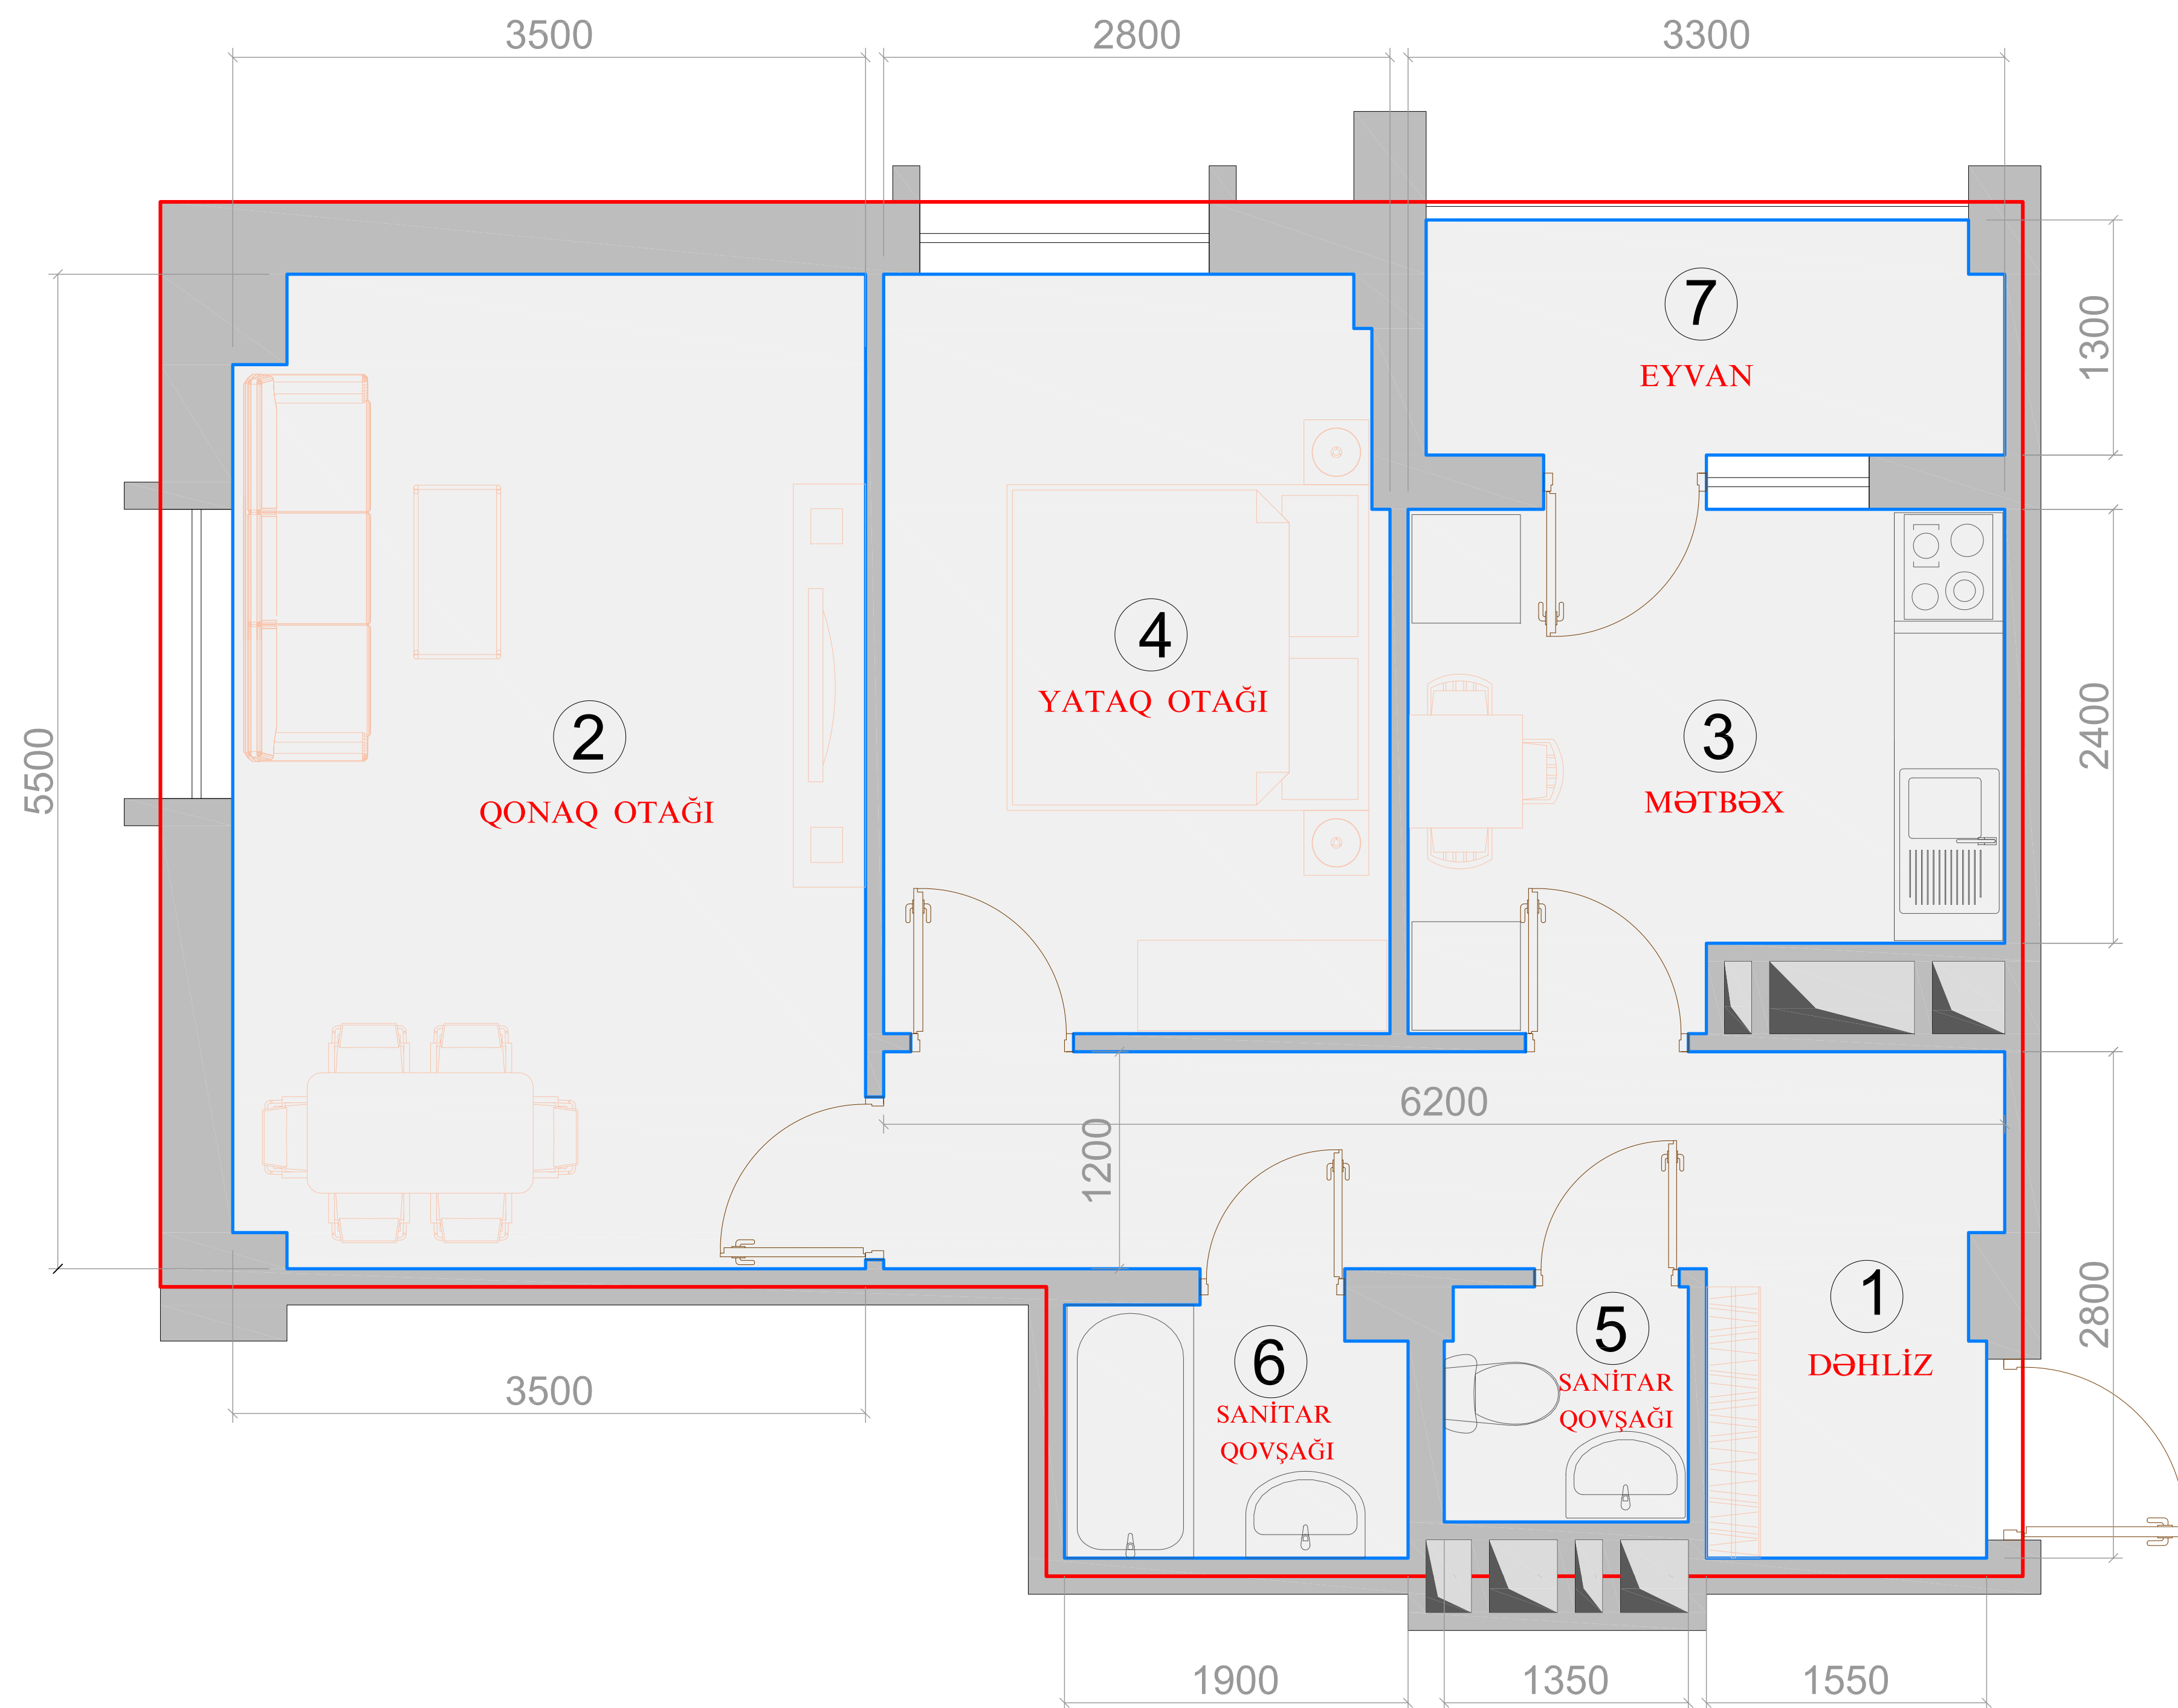 3500
2800
3300
7
EYVAN
1300
4
YATAQ OTAĞI
2
QONAQ OTAĞI
3
MƏTBƏX
5500
2400
6200
1200
1
DƏHLİZ
2800
5
SANİTAR
QOVŞAĞI
6
SANİTAR
QOVŞAĞI
3500
1900
1350
1550